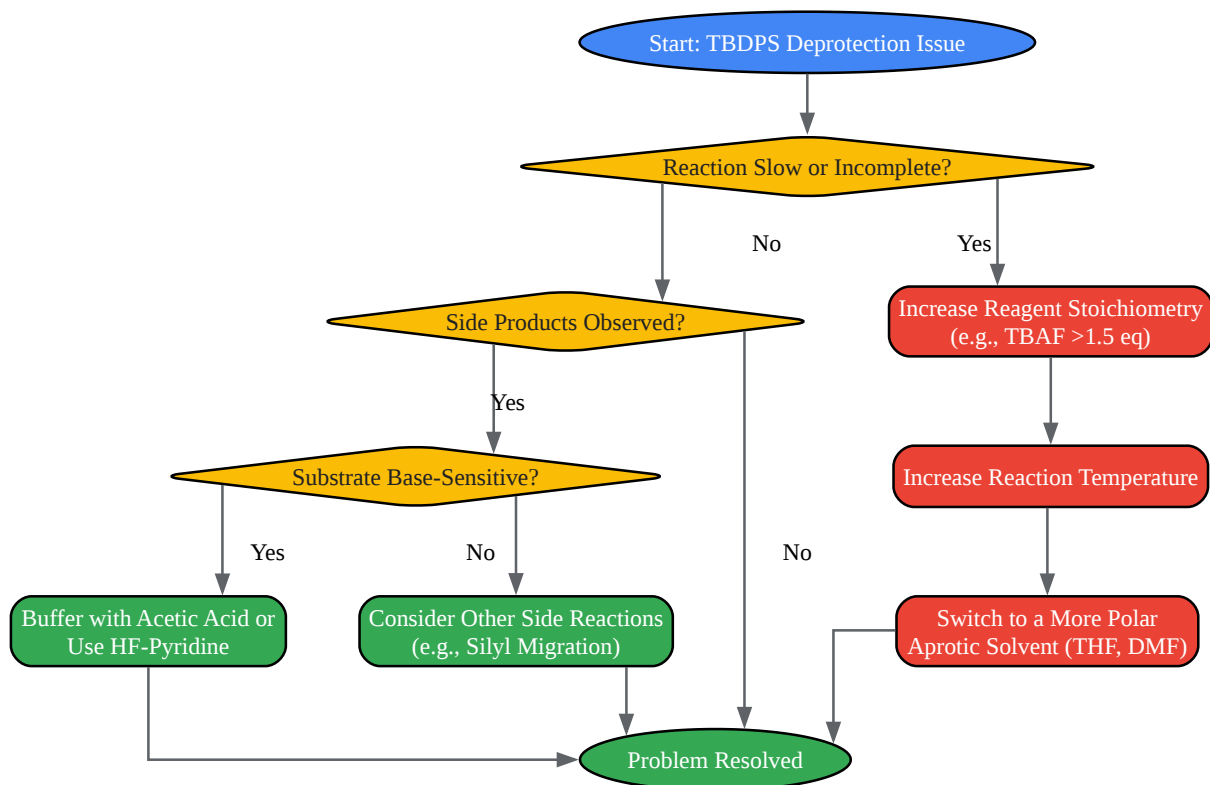 Start: TBDPS Deprotection Issue
Reaction Slow or Incomplete?
No
Yes
Increase Reagent Stoichiometry
(e.g., TBAF >1.5 eq)
Side Products Observed?
Yes
Increase Reaction Temperature
Substrate Base-Sensitive?
Yes
No
No
Buffer with Acetic Acid or
Use HF-Pyridine
Consider Other Side Reactions
(e.g., Silyl Migration)
Switch to a More Polar
Aprotic Solvent (THF, DMF)
Problem Resolved